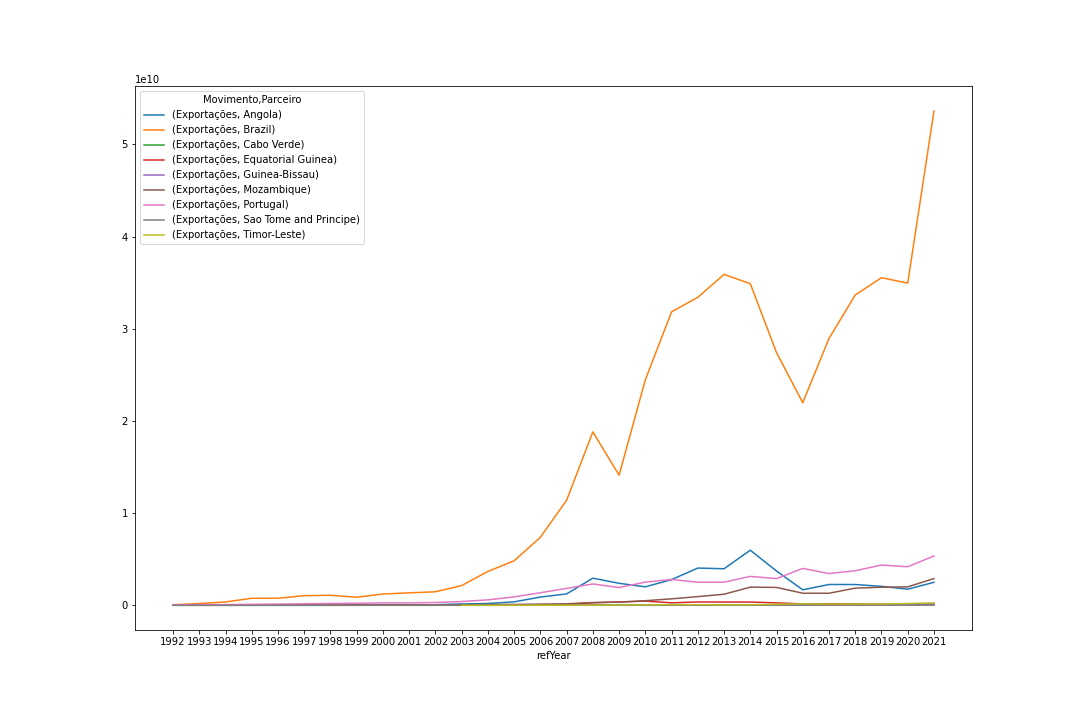 1e10
Movimento,Parceiro
(Exportações, Angola)
(Exportações, Brazil)
(Exportações, Cabo Verde)
(Exportações, Equatorial Guinea)
(Exportações, Guinea-Bissau)
(Exportações, Mozambique)
(Exportações, Portugal)
(Exportações, Sao Tome and Principe)
(Exportações, Timor-Leste)
5
4
3
2
1
0
1992 1993 1994 1995 1996 1997 1998 1999 2000 2001 2002 2003 2004 2005 2006 2007 2008 2009 2010 2011 2012 2013 2014 2015 2016 2017 2018 2019 2020 2021
refYear